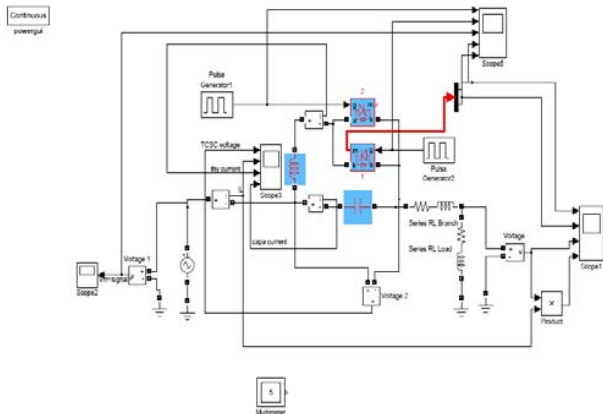 Continuous
powergui
Scope5
2
Pulse
Generator1
g m
TCSC voltage
thy current
Scope3
1
Pulse
Generator2
capa current
Series RL Branch
Series RL Load
Voltage
Scope1
Voltage 1
Scope2
Voltage 2
Product
5
Multimeter